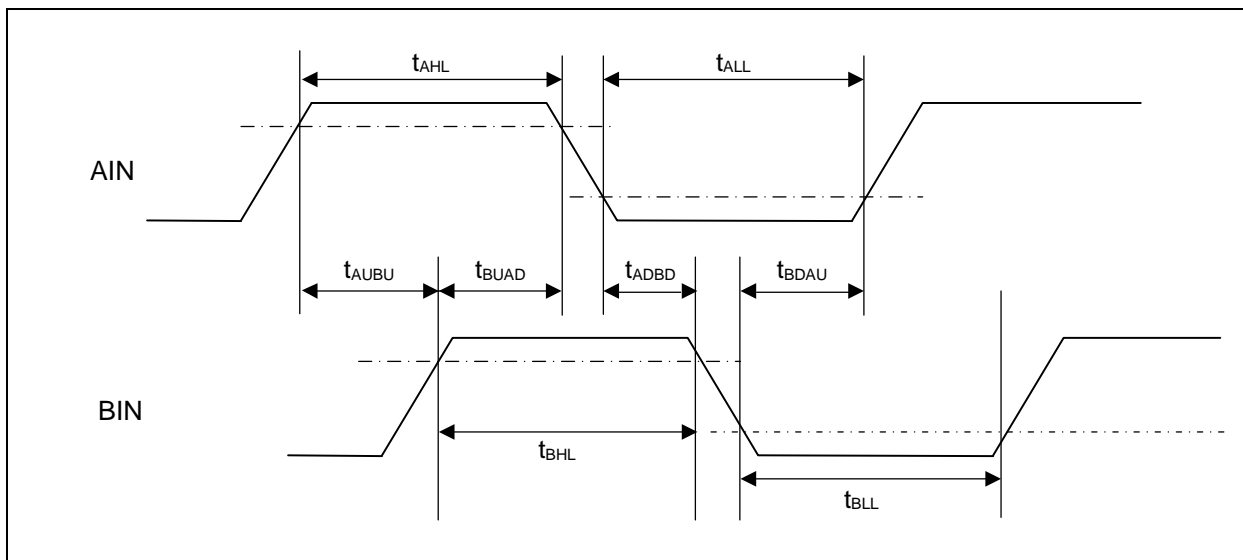 tAHL tALL
AIN
tAUBU tBUAD tADBD tBDAU
BIN
tBHL
tBLL